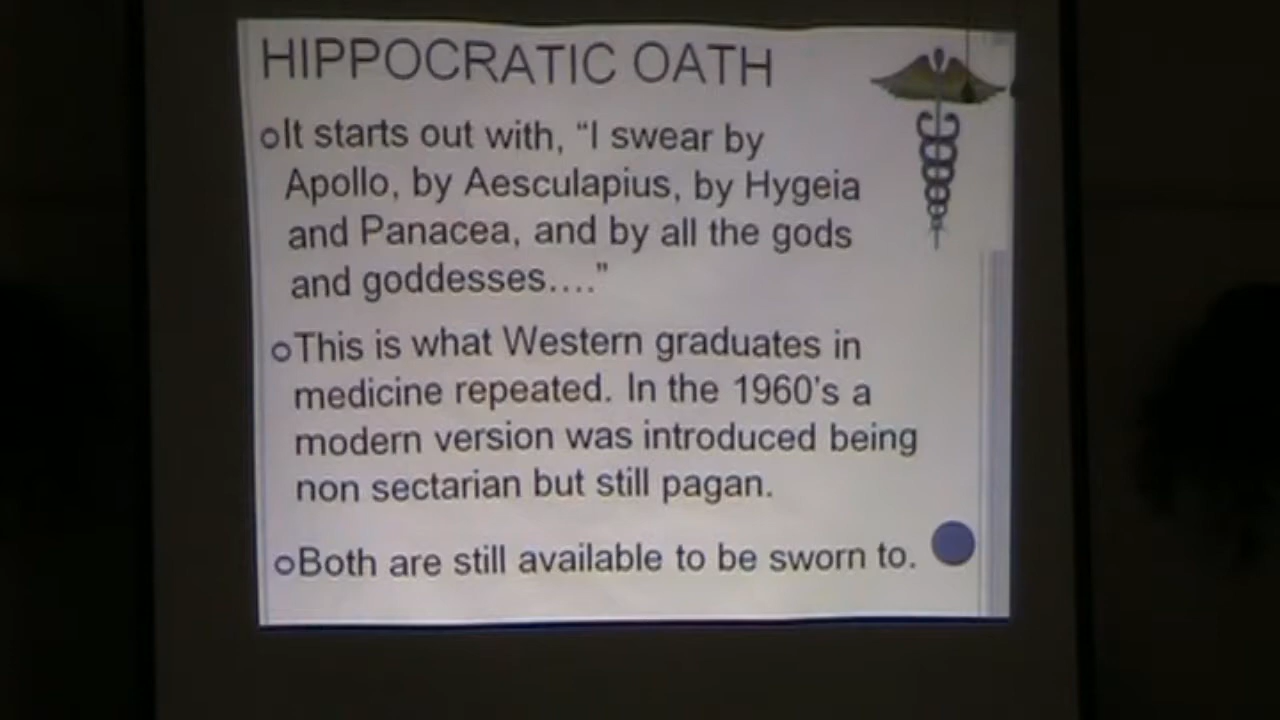 HIPPOCRATIC OATH
It starts out with, “I swear by
Apollo, by Aesculapius, by Hygeia
and Panacea, and by all the gods
and goddesses....”
This is what Western graduates in
medicine repeated. In the 1960's a
modern version was introduced being
non sectarian but still pagan.
Both are still available to be sworn to.